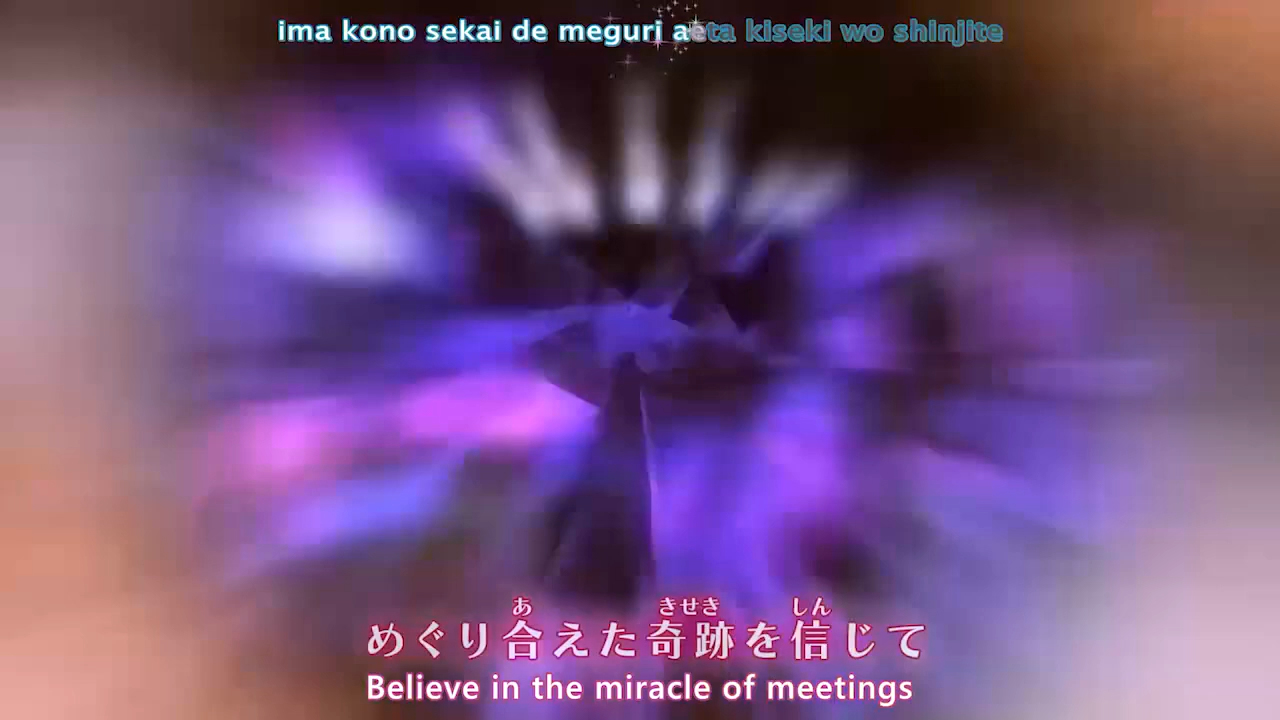 ima kono sekai de meguri aeta kiseki wo shinjite
あ きせき しん
めぐり合えた奇跡を信じて
Believe in the miracle of meetings